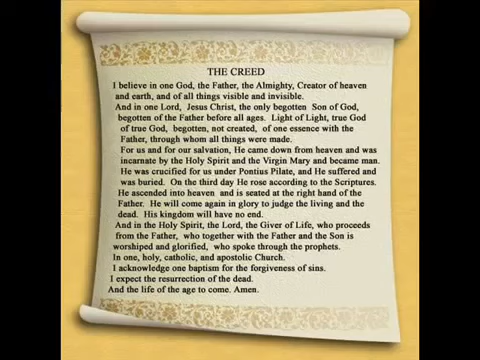 THE CREED
I believe in one God, the Father, the Almighty, Creator of heaven
and earth, and of all things visible and invisible.
And in one Lord, Jesus Christ, the only begotten Son of God,
begotten of the Father before all ages. Light of Light, true God
of true God, begotten, not created, of one essence with the
Father, through whom all things were made.
For us and for our salvation, He came down from heaven and was
incarnate by the Holy Spirit and the Virgin Mary and became man.
He was crucified for us under Pontius Pilate, and He suffered and
was buried. On the third day He rose according to the Scriptures.
He ascended into heaven and is seated at the right hand of the
Father. He will come again in glory to judge the living and the
dead. His kingdom will have no end.
And in the Holy Spirit, the Lord, the Giver of Life, who proceeds
from the Father, who together with the Father and the Son is
worshiped and glorified, who spoke through the prophets.
In one, holy, catholic, and apostolic Church.
I acknowledge one baptism for the forgiveness of sins.
I expect the resurrection of the dead.
And the life of the age to come. Amen.